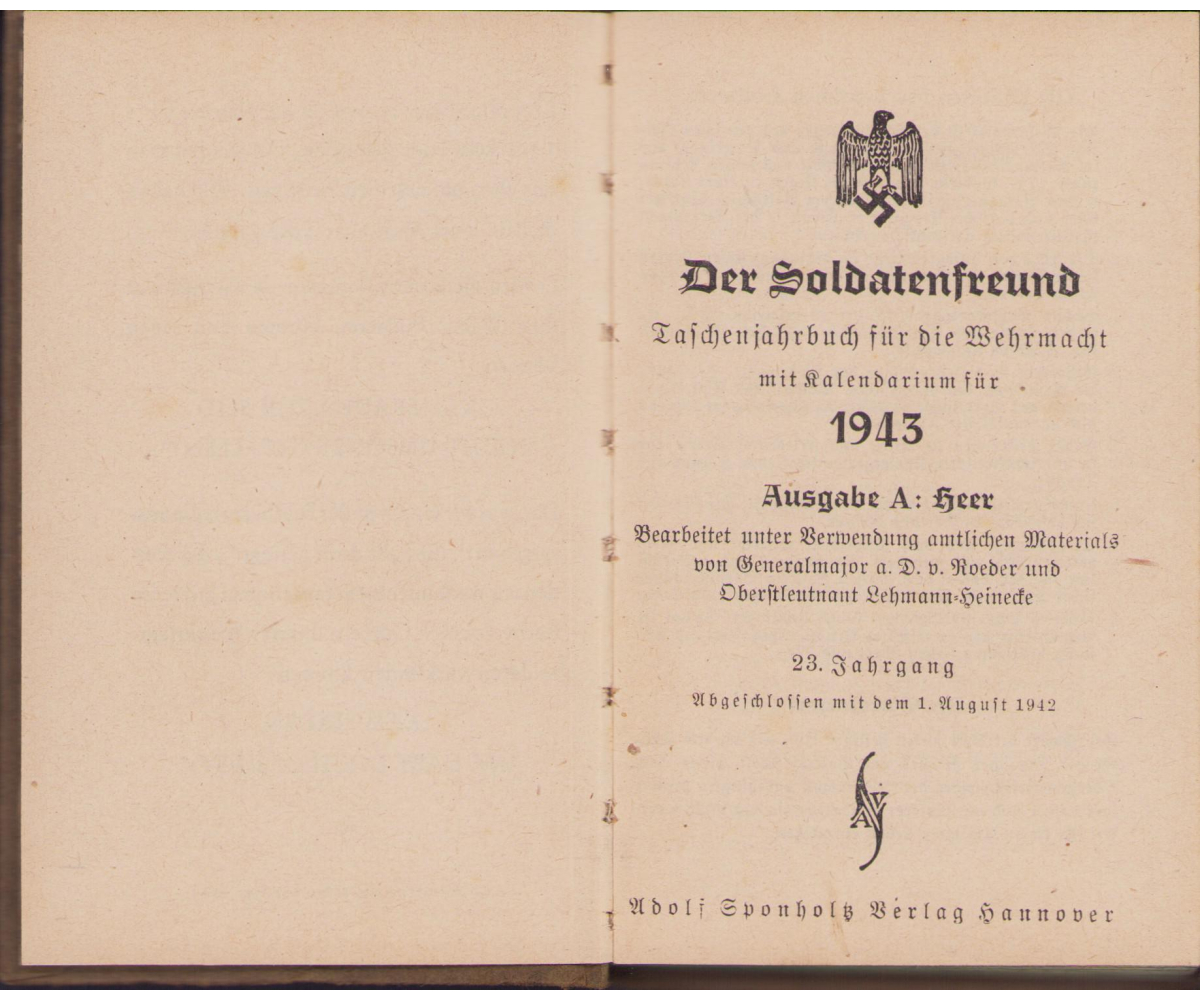 Der Soldatenfreund
Taſchenjahrbuch für die Wehrmacht
mit Kalendarium für
1943
Ausgabe A: Heer
Bearbeitet unter Verwendung amtlichen Materials
von Generalmajor a. D. v. Roeder und
Oberſtleutnant Lehmann-Heinecke
23. Jahrgang
Abgeſchloſſen mit dem 1. Auguſt 1942
ASV
Adolf Sponholtz Verlag Hannover